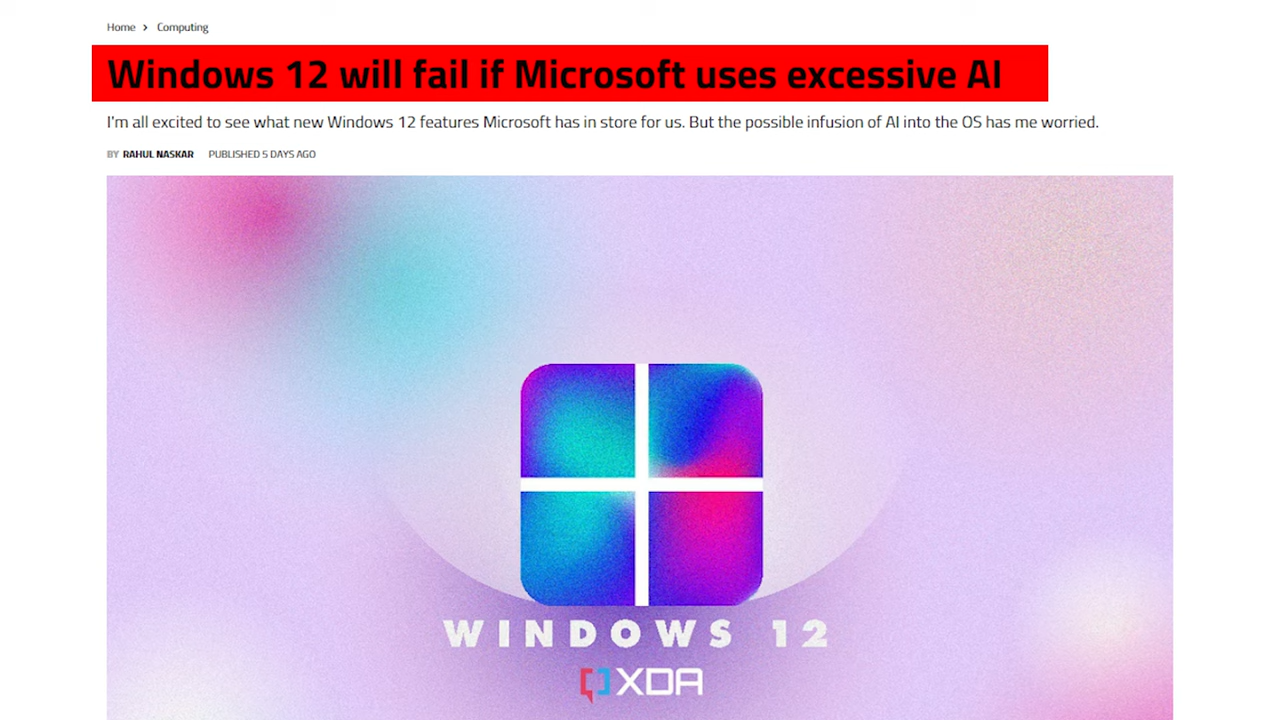 Home > Computing
Windows 12 will fail if Microsoft uses excessive AI
I'm all excited to see what new Windows 12 features Microsoft has in store for us. But the possible infusion of AI into the OS has me worried.
BY RAHUL NASKAR PUBLISHED 5 DAYS AGO
WINDOWS 12
XDA